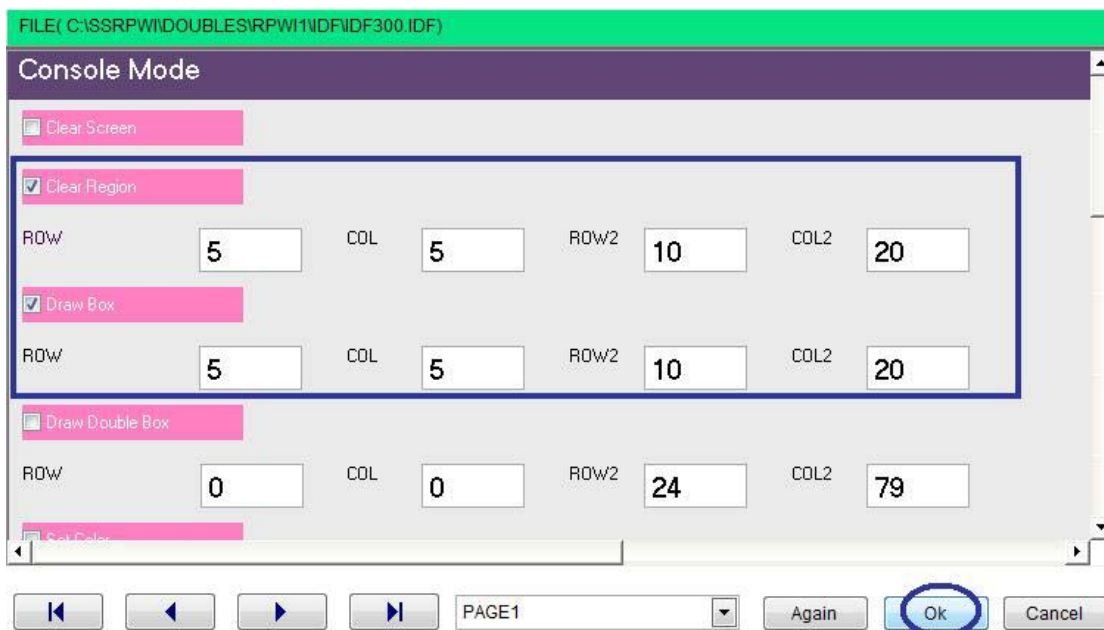 FILE( C:\SSRPWI\DOUBLES\RPWI1\IDF\IDF300.IDF)
Console Mode
Clear Screen
Clear Region
ROW 5 COL 5 ROW2 10 COL2 20
Draw Box
ROW 5 COL 5 ROW2 10 COL2 20
Draw Double Box
ROW 0 COL 0 ROW2 24 COL2 79
Set Color
PAGE1 Again Ok Cancel